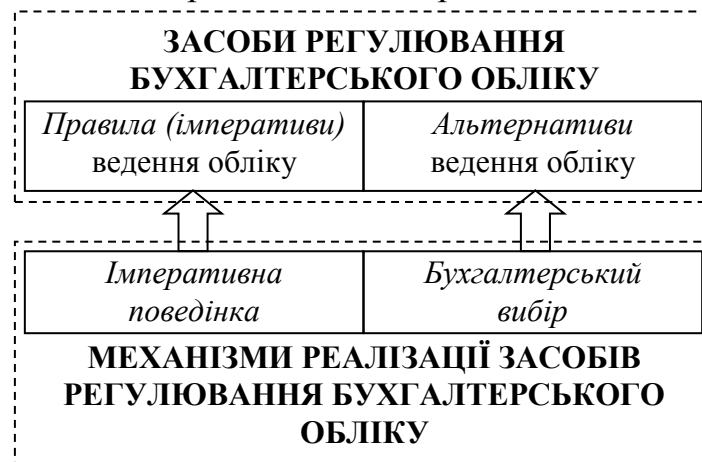 ЗАСОБИ РЕГУЛЮВАННЯ
БУХГАЛТЕРСЬКОГО ОБЛІКУ
Правила (імперативи)
ведення обліку
Альтернативи
ведення обліку
Імперативна
поведінка
Бухгалтерський
вибір
МЕХАНІЗМИ РЕАЛІЗАЦІЇ ЗАСОБІВ
РЕГУЛЮВАННЯ БУХГАЛТЕРСЬКОГО
ОБЛІКУ